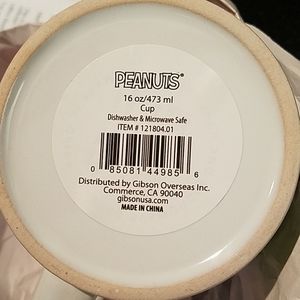 PEANUTS®
16 oz/473 ml
Cup
Dishwasher & Microwave Safe
ITEM # 121804.01
0 85081 44985 6
Distributed by Gibson Overseas Inc.
Commerce, CA 90040
gibsonusa.com
MADE IN CHINA